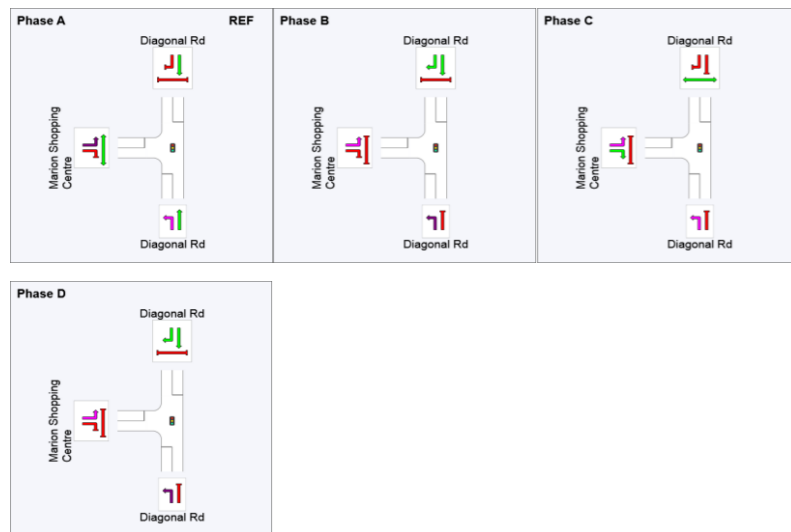 Phase A
REF
Diagonal Rd
Marion Shopping
Centre
Diagonal Rd
Phase B
Diagonal Rd
Marion Shopping
Centre
Diagonal Rd
Phase C
Diagonal Rd
Marion Shopping
Centre
Diagonal Rd
Phase D
Diagonal Rd
Marion Shopping
Centre
Diagonal Rd